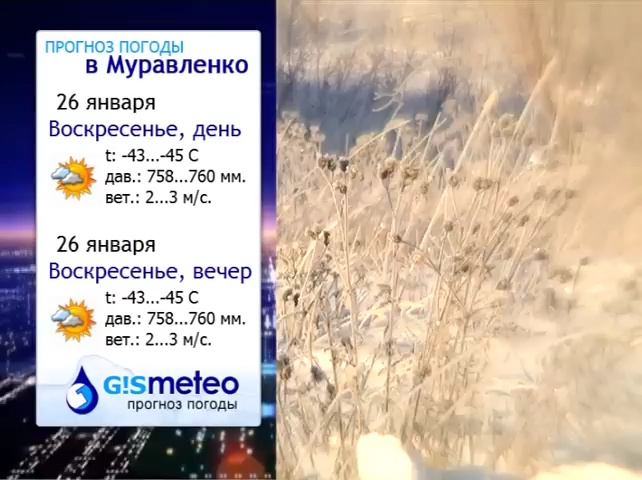 ПРОГНОЗ ПОГОДЫ
в Муравленко
26 января
Воскресенье, день
t: -43...-45 C
дав.: 758...760 мм.
вет.: 2...3 м/с.
26 января
Воскресенье, вечер
t: -43...-45 C
дав.: 758...760 мм.
вет.: 2...3 м/с.
G!Smeteo
прогноз погоды